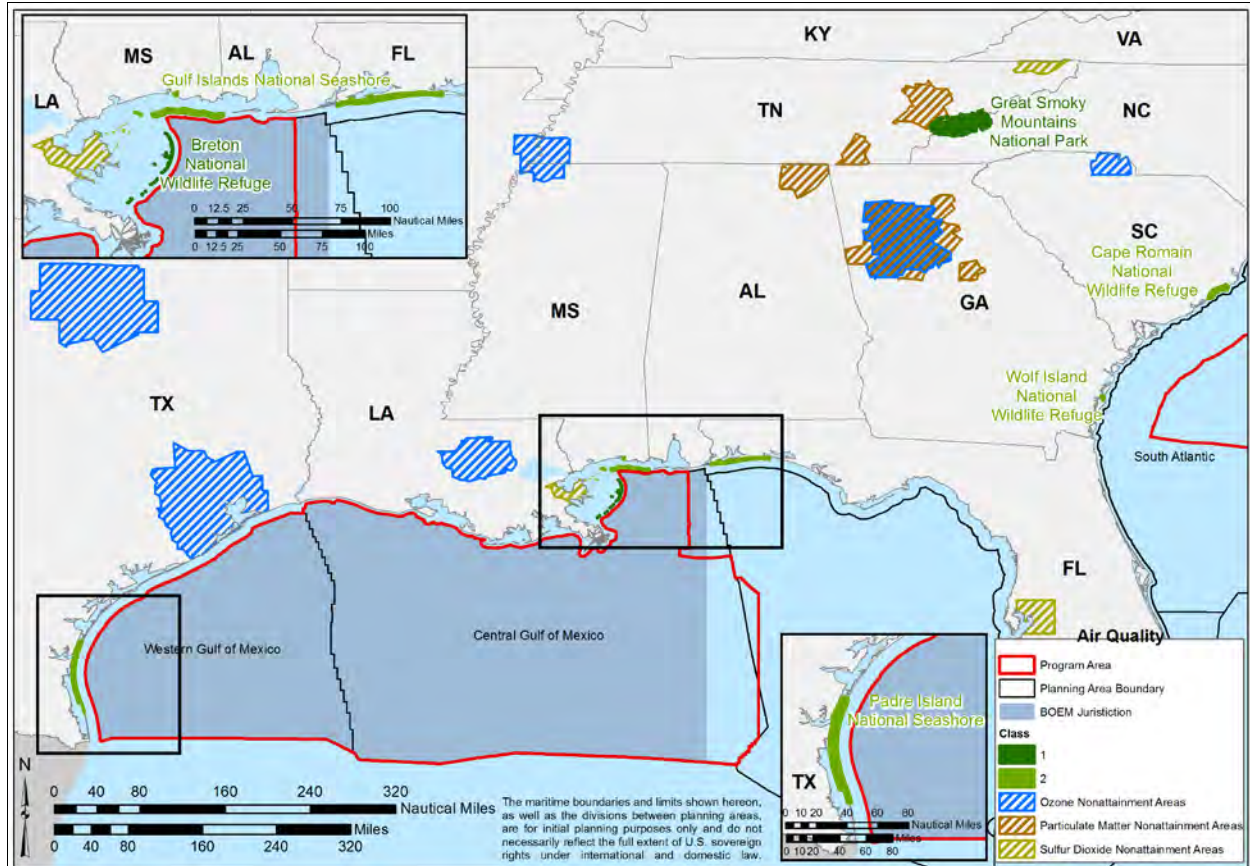 MS
AL
FL
Gulf Islands National Seashore
LA
Breton
National
Wildlife Refuge
0 12.5 25 50 75 100
Nautical Miles
0 12.5 25 50 75 100
Miles
KY
VA
TN
NC
Great Smoky
Mountains
National Park
SC
Cape Romain
National
Wildlife Refuge
MS
AL
GA
TX
LA
Wolf Island
National
Wildlife Refuge
South Atlantic
FL
Western Gulf of Mexico
Central Gulf of Mexico
Padre Island
National Seashore
TX
0 10 20 40 60 80
Nautical Miles
0 10 20 40 60 80
Miles
N
0 40 80 160 240 320
Nautical Miles
0 40 80 160 240 320
Miles
The maritime boundaries and limits shown hereon,
as well as the divisions between planning areas,
are for initial planning purposes only and do not
necessarily reflect the full extent of U.S. sovereign
rights under international and domestic law.
Air Quality
Program Area
Planning Area Boundary
BOEM Juristiction
Class
1
2
Ozone Nonattainment Areas
Particulate Matter Nonattainment Areas
Sulfur Dioxide Nonattainment Areas